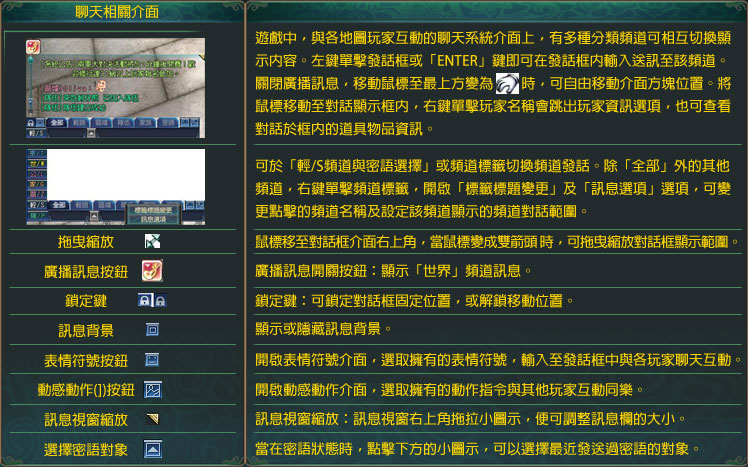 聊天相關介面
遊戲中，與各地圖玩家互動的聊天系統介面上，有多種分類頻道可相互切換顯
示內容。左鍵單擊發話框或「ENTER」鍵即可在發話框內輸入送訊至該頻道。
關閉廣播訊息，移動鼠標至最上方變為 時，可自由移動介面方塊位置。將
鼠標移動至對話顯示框內，右鍵單擊玩家名稱會跳出玩家資訊選項，也可查看
對話於框内的道具物品資訊。
全部
輕/S
可於「輕/S頻道與密語選擇」或頻道標籤切換頻道發話。除「全部」外的其他
頻道，右鍵單擊頻道標籤，開啟「標籤標題變更」及「訊息選項」選項，可變
更點擊的頻道名稱及設定該頻道顯示的頻道對話範圍。
輕/S
全部
標籤標題變更
訊息選項
拖曳縮放
鼠標移至對話框介面右上角，當鼠標變成雙箭頭時，可拖曳縮放對話框顯示範圍。
廣播訊息按鈕
廣播訊息開關按鈕：顯示「世界」頻道訊息。
鎖定鍵
鎖定鍵：可鎖定對話框固定位置，或解鎖移動位置。
訊息背景
顯示或隱藏訊息背景。
表情符號按鈕
開啟表情符號介面，選取擁有的表情符號，輸入至發話框中與各玩家聊天互動。
動感動作(])按鈕
開啟動感動作介面，選取擁有的動作指令與其他玩家互動同樂。
訊息視窗縮放
訊息視窗縮放：訊息視窗右上角拖拉小圖示，便可調整訊息欄的大小。
選擇密語對象
當在密語狀態時，點擊下方的小圖示，可以選擇最近發送過密語的對象。